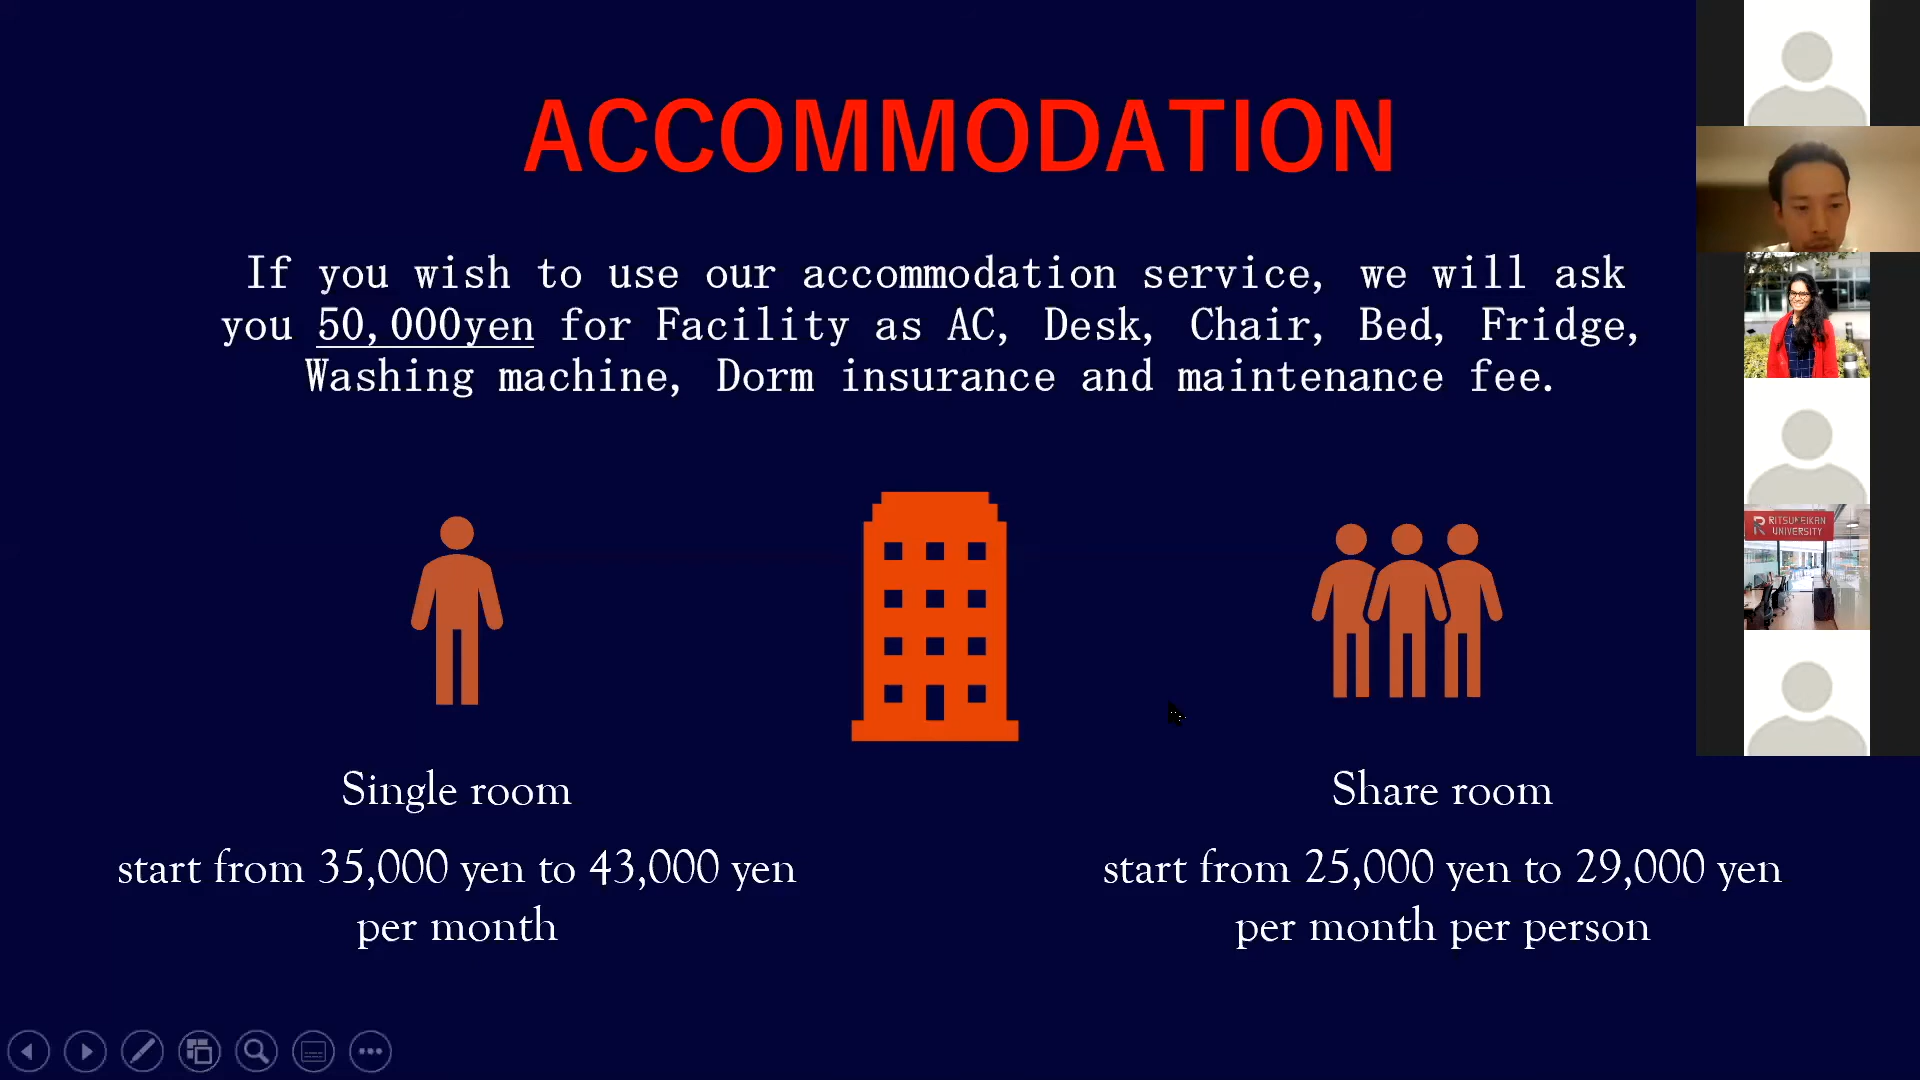 ACCOMMODATION
If you wish to use our accommodation service, we will ask
you 50,000yen for Facility as AC, Desk, Chair, Bed, Fridge,
Washing machine, Dorm insurance and maintenance fee.
Single room
start from 35,000 yen to 43,000 yen
per month
Share room
start from 25,000 yen to 29,000 yen
per month per person
RITSUMEIKAN
UNIVERSITY